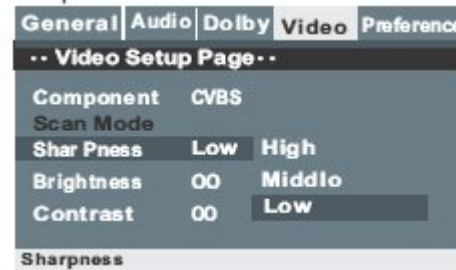 General Audio Dolby Video Preference
·· Video Setup Page··
Component CVBS
Scan Mode
Shar Pness Low High
Brightness 00 Middlo
Contrast 00 Low
Sharpness